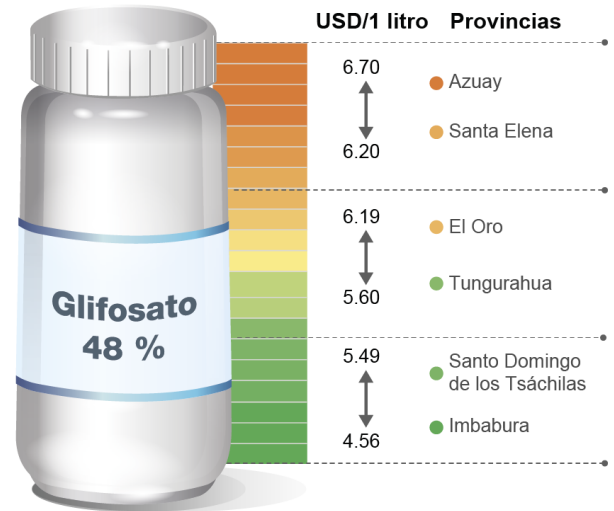 USD/1 litro Provincias
6.70
Azuay
Santa Elena
6.20
6.19
El Oro
Tungurahua
5.60
Glifosato
48 %
5.49
Santo Domingo
de los Tsáchilas
Imbabura
4.56